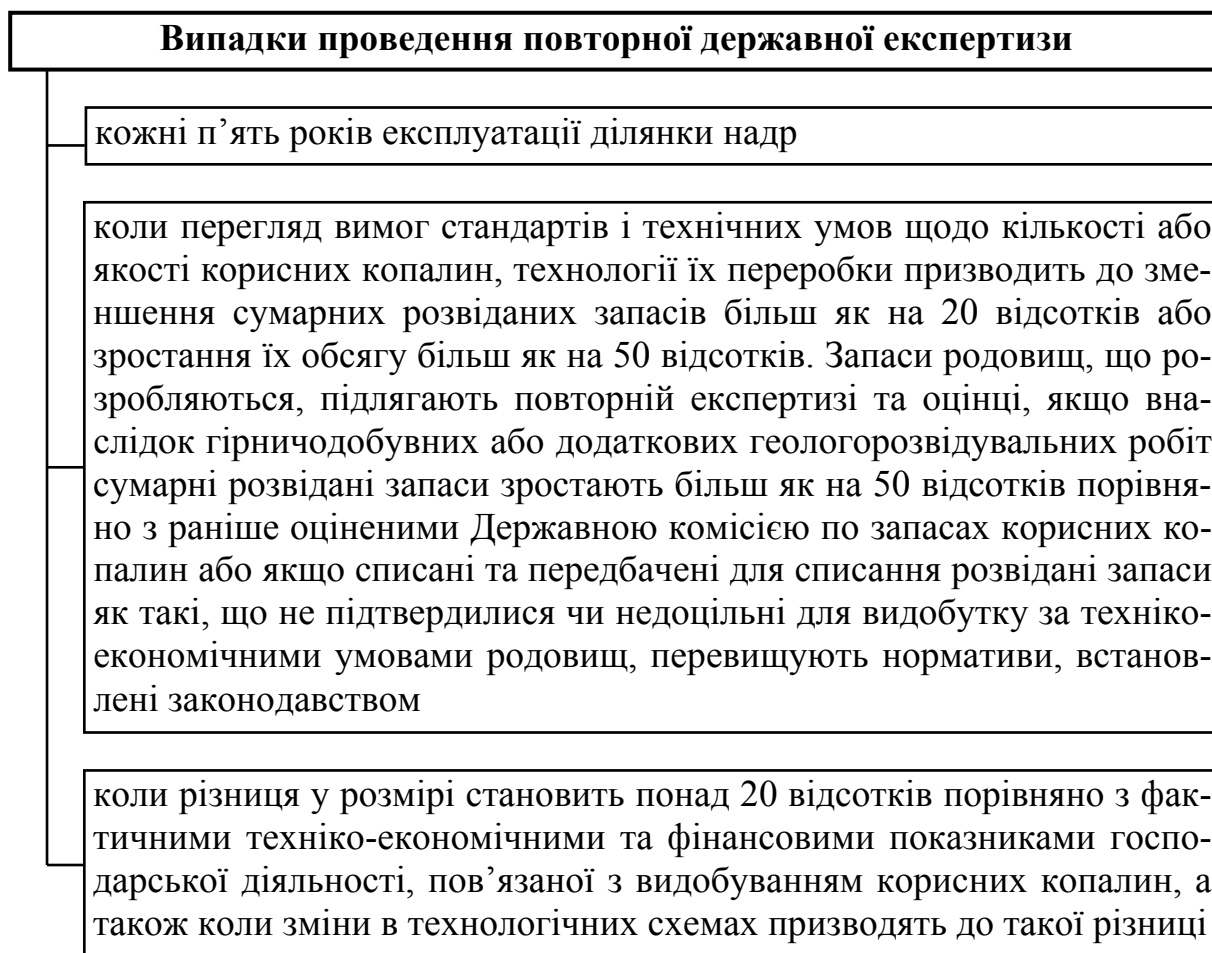 Випадки проведення повторної державної експертизи
кожні п’ять років експлуатації ділянки надр
коли перегляд вимог стандартів і технічних умов щодо кількості або
якості корисних копалин, технології їх переробки призводить до зме-
ншення сумарних розвіданих запасів більш як на 20 відсотків або
зростання їх обсягу більш як на 50 відсотків. Запаси родовищ, що ро-
зробляються, підлягають повторній експертизі та оцінці, якщо вна-
слідок гірничодобувних або додаткових геологорозвідувальних робіт
сумарні розвідані запаси зростають більш як на 50 відсотків порівня-
но з раніше оціненими Державною комісією по запасах корисних ко-
палин або якщо списані та передбачені для списання розвідані запаси
як такі, що не підтвердилися чи недоцільні для видобутку за техніко-
економічними умовами родовищ, перевищують нормативи, встанов-
лені законодавством
коли різниця у розмірі становить понад 20 відсотків порівняно з фак-
тичними техніко-економічними та фінансовими показниками госпо-
дарської діяльності, пов’язаної з видобуванням корисних копалин, а
також коли зміни в технологічних схемах призводять до такої різниці